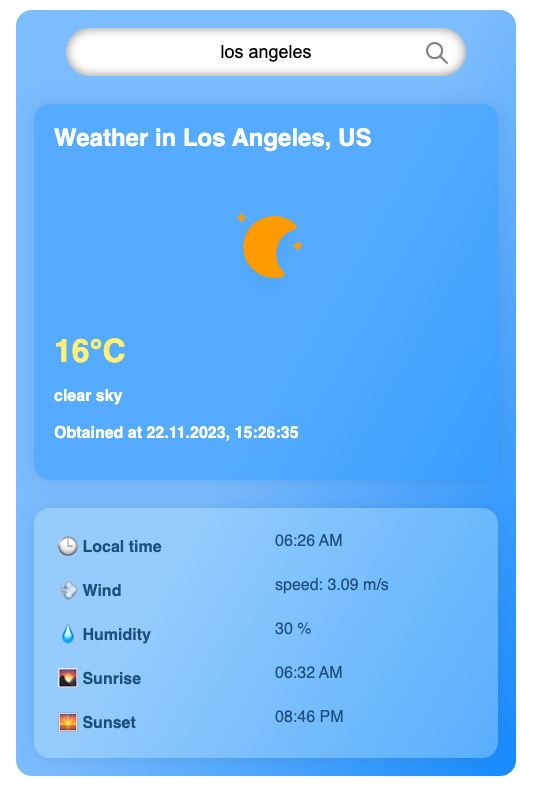 los angeles
Weather in Los Angeles, US
16°C
clear sky
Obtained at 22.11.2023, 15:26:35
Local time 06:26 AM
Wind speed: 3.09 m/s
Humidity 30 %
Sunrise 06:32 AM
Sunset 08:46 PM